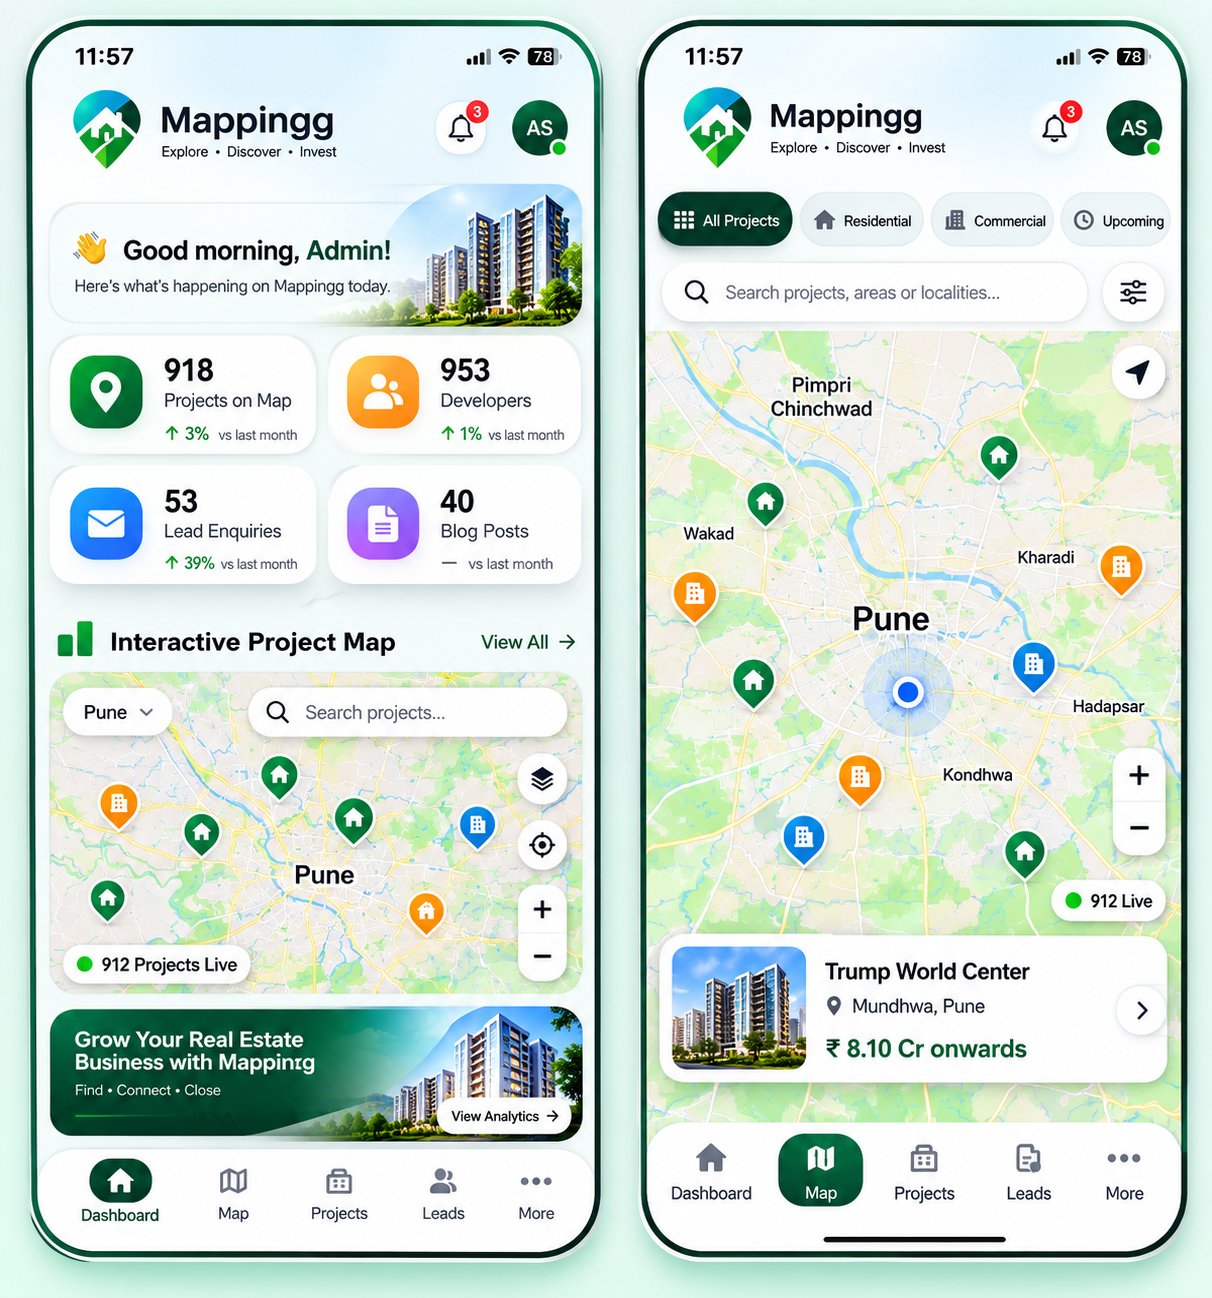 11:57
78
Mappingg
Explore • Discover • Invest
3
AS
Good morning, Admin!
Here's what's happening on Mappingg today.
918
Projects on Map
↑ 3% vs last month
953
Developers
↑ 1% vs last month
53
Lead Enquiries
↑ 39% vs last month
40
Blog Posts
— vs last month
Interactive Project Map
View All →
Pune
Search projects...
Pune
912 Projects Live
Grow Your Real Estate
Business with Mappinɪg
Find • Connect • Close
View Analytics →
Dashboard
Map
Projects
Leads
More
11:57
78
Mappingg
Explore • Discover • Invest
3
AS
All Projects
Residential
Commercial
Upcoming
Search projects, areas or localities...
Pimpri
Chinchwad
Wakad
Kharadi
Pune
Hadapsar
Kondhwa
+
−
912 Live
Trump World Center
Mundhwa, Pune
₹ 8.10 Cr onwards
Dashboard
Map
Projects
Leads
More